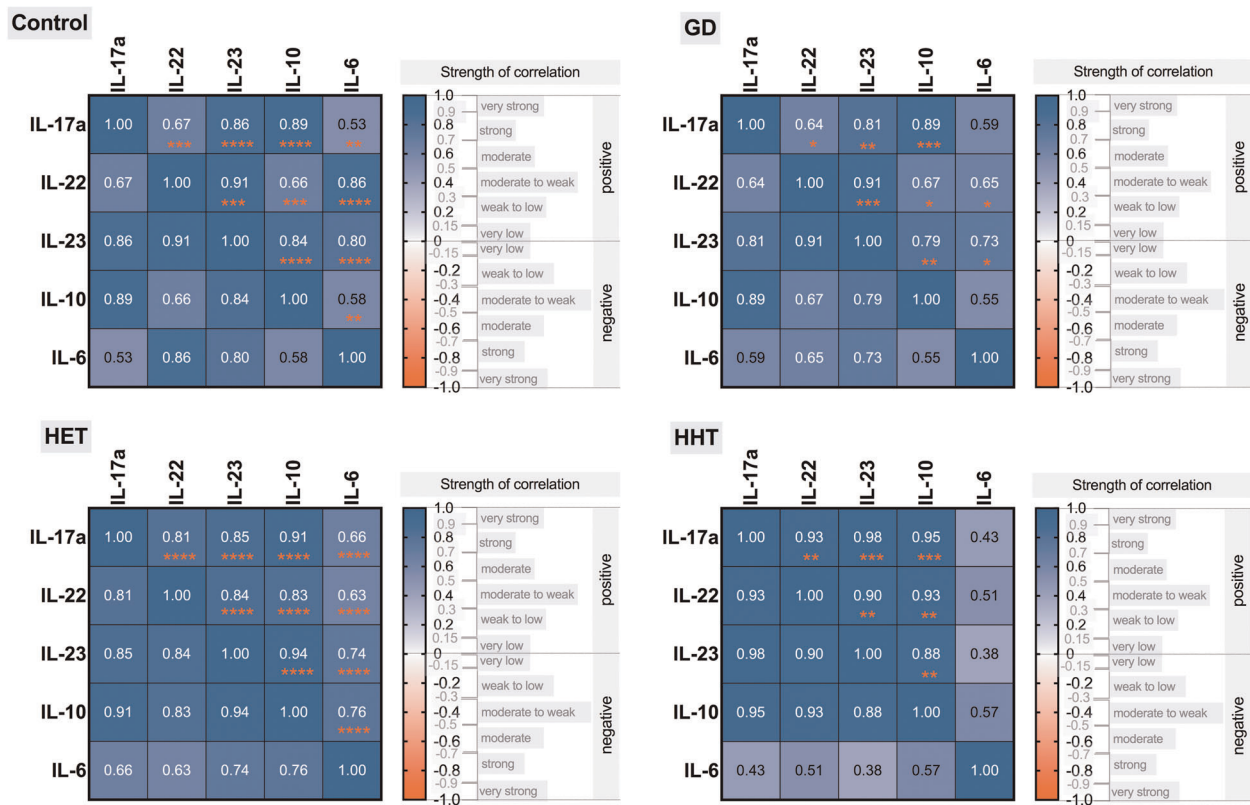 Control
IL-17a IL-22 IL-23 IL-10 IL-6
Strength of correlation
IL-17a 1.00 0.67 0.86 0.89 0.53
*** **** **** **
IL-22 0.67 1.00 0.91 0.66 0.86
*** *** ****
IL-23 0.86 0.91 1.00 0.84 0.80
**** ****
IL-10 0.89 0.66 0.84 1.00 0.58
**
IL-6 0.53 0.86 0.80 0.58 1.00
1.0
0.9 very strong
0.8
0.7 strong
0.6
0.5 moderate
0.4 moderate to weak
0.3
0.2 weak to low
0.15
0 very low
-0.15 very low
-0.2
-0.3 weak to low
-0.4 moderate to weak
-0.5
-0.6 moderate
-0.7
-0.8 strong
-0.9
-1.0 very strong
positive
negative
GD
IL-17a IL-22 IL-23 IL-10 IL-6
Strength of correlation
IL-17a 1.00 0.64 0.81 0.89 0.59
* ** ***
IL-22 0.64 1.00 0.91 0.67 0.65
*** * *
IL-23 0.81 0.91 1.00 0.79 0.73
** *
IL-10 0.89 0.67 0.79 1.00 0.55
IL-6 0.59 0.65 0.73 0.55 1.00
1.0
0.9 very strong
0.8
0.7 strong
0.6
0.5 moderate
0.4 moderate to weak
0.3
0.2 weak to low
0.15
0 very low
-0.15 very low
-0.2
-0.3 weak to low
-0.4 moderate to weak
-0.5
-0.6 moderate
-0.7
-0.8 strong
-0.9
-1.0 very strong
positive
negative
HET
IL-17a IL-22 IL-23 IL-10 IL-6
Strength of correlation
IL-17a 1.00 0.81 0.85 0.91 0.66
**** **** **** ****
IL-22 0.81 1.00 0.84 0.83 0.63
**** **** ****
IL-23 0.85 0.84 1.00 0.94 0.74
**** ****
IL-10 0.91 0.83 0.94 1.00 0.76
****
IL-6 0.66 0.63 0.74 0.76 1.00
1.0
0.9 very strong
0.8
0.7 strong
0.6
0.5 moderate
0.4 moderate to weak
0.3
0.2 weak to low
0.15
0 very low
-0.15 very low
-0.2
-0.3 weak to low
-0.4 moderate to weak
-0.5
-0.6 moderate
-0.7
-0.8 strong
-0.9
-1.0 very strong
positive
negative
HHT
IL-17a IL-22 IL-23 IL-10 IL-6
Strength of correlation
IL-17a 1.00 0.93 0.98 0.95 0.43
** *** ***
IL-22 0.93 1.00 0.90 0.93 0.51
** **
IL-23 0.98 0.90 1.00 0.88 0.38
**
IL-10 0.95 0.93 0.88 1.00 0.57
IL-6 0.43 0.51 0.38 0.57 1.00
1.0
0.9 very strong
0.8
0.7 strong
0.6
0.5 moderate
0.4 moderate to weak
0.3
0.2 weak to low
0.15
0 very low
-0.15 very low
-0.2
-0.3 weak to low
-0.4 moderate to weak
-0.5
-0.6 moderate
-0.7
-0.8 strong
-0.9
-1.0 very strong
positive
negative